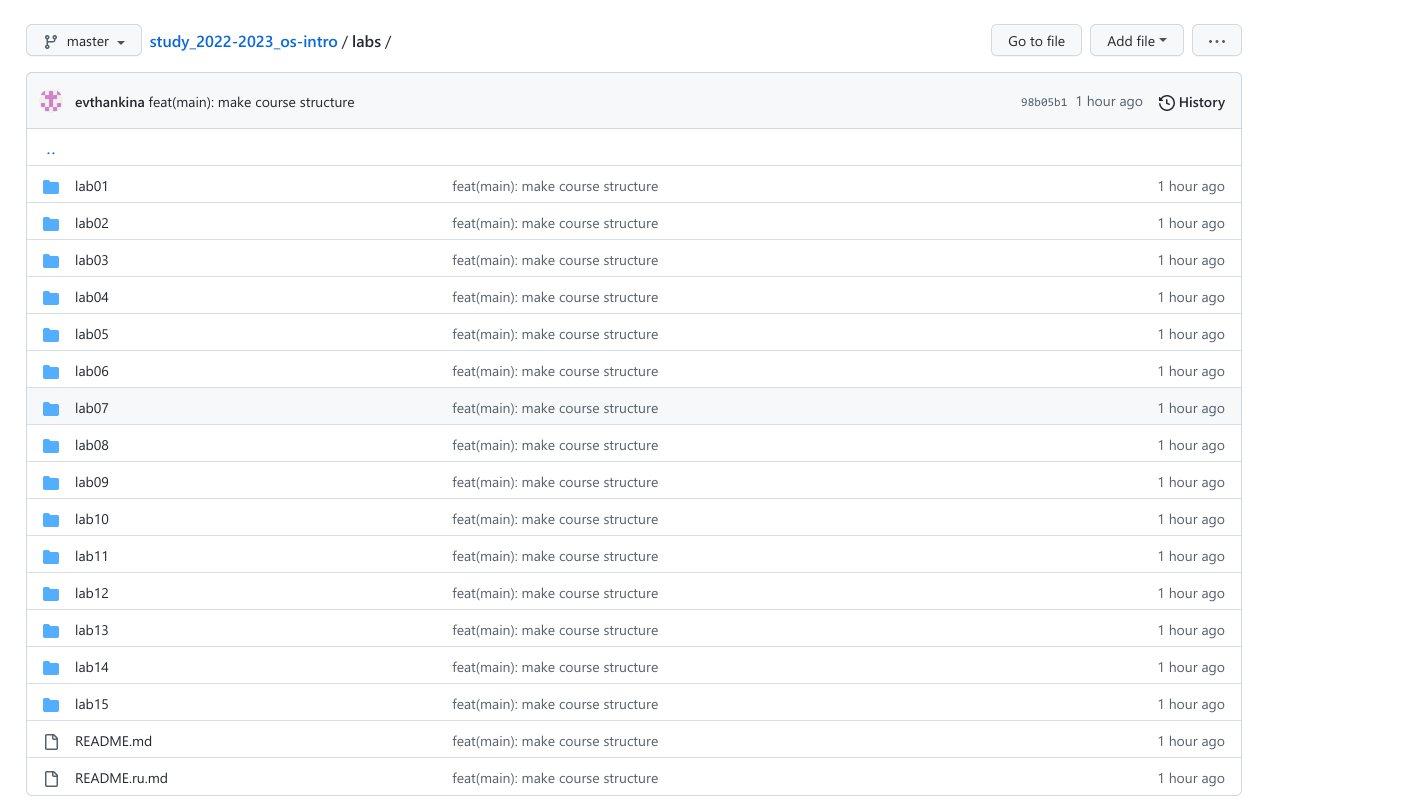 master study_2022-2023_os-intro / labs / Go to file Add file ...
evthankina feat(main): make course structure 98b05b1 1 hour ago History
..
lab01 feat(main): make course structure 1 hour ago
lab02 feat(main): make course structure 1 hour ago
lab03 feat(main): make course structure 1 hour ago
lab04 feat(main): make course structure 1 hour ago
lab05 feat(main): make course structure 1 hour ago
lab06 feat(main): make course structure 1 hour ago
lab07 feat(main): make course structure 1 hour ago
lab08 feat(main): make course structure 1 hour ago
lab09 feat(main): make course structure 1 hour ago
lab10 feat(main): make course structure 1 hour ago
lab11 feat(main): make course structure 1 hour ago
lab12 feat(main): make course structure 1 hour ago
lab13 feat(main): make course structure 1 hour ago
lab14 feat(main): make course structure 1 hour ago
lab15 feat(main): make course structure 1 hour ago
README.md feat(main): make course structure 1 hour ago
README.ru.md feat(main): make course structure 1 hour ago